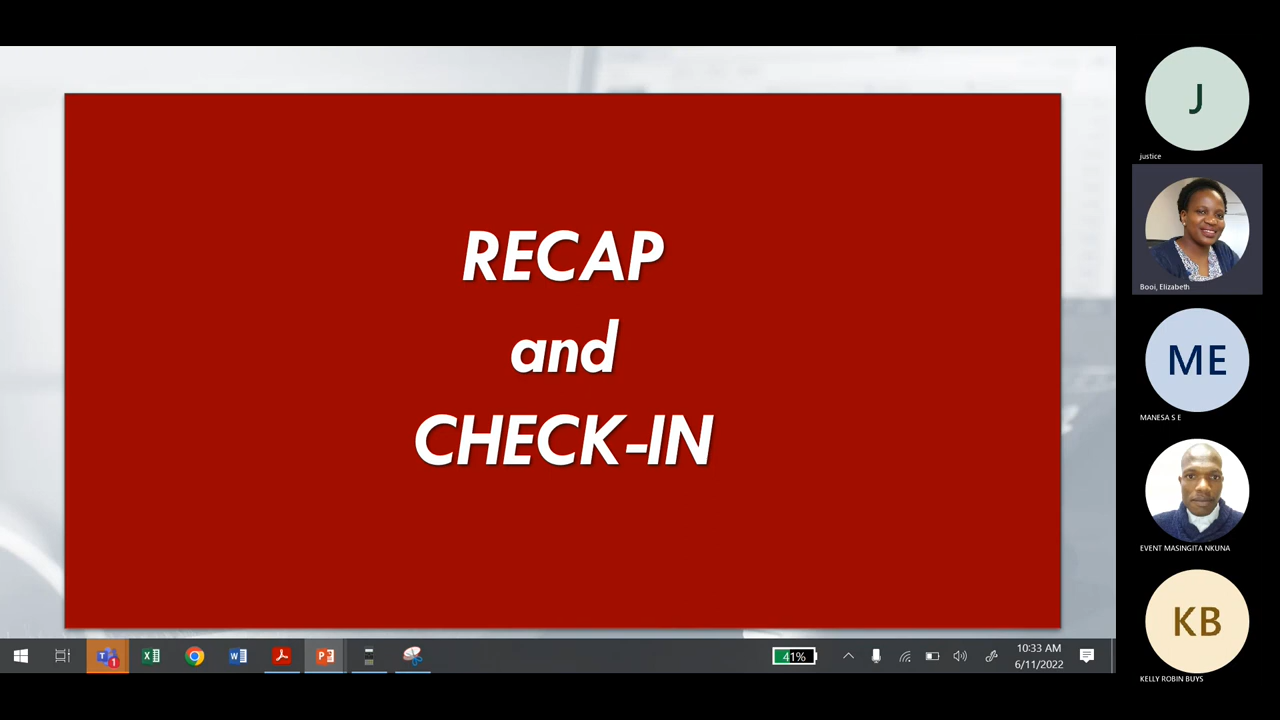 RECAP
and
CHECK-IN
J
justice
Booi, Elizabeth
ME
MANESA S E
EVENT MASINGITA NKUNA
KB
KELLY ROBIN BUYS
41%
10:33 AM
6/11/2022
1